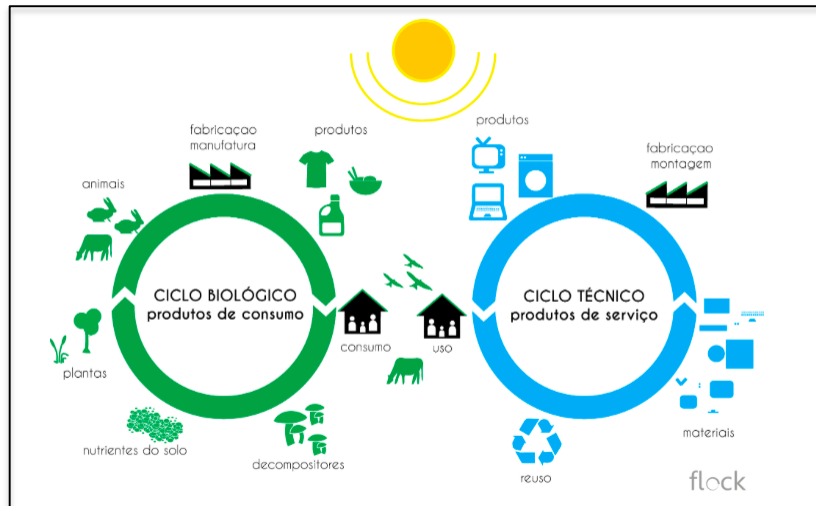 fabricaçao
manufatura
produtos
animais
CICLO BIOLÓGICO
produtos de consumo
plantas
nutrientes do solo
decompositores
consumo
uso
produtos
fabricaçao
montagem
CICLO TÉCNICO
produtos de serviço
materiais
reuso
flock